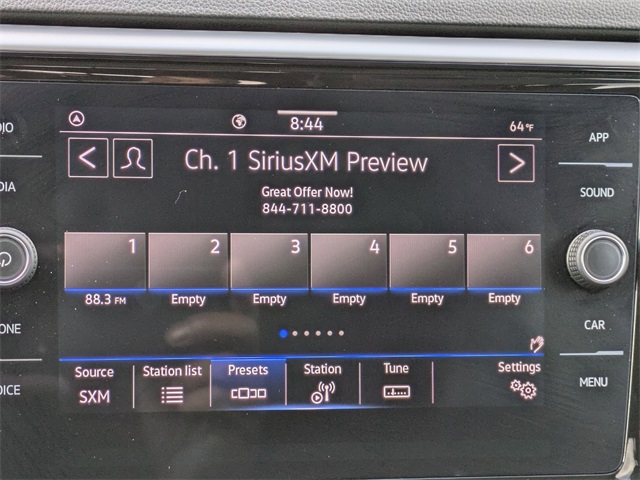 8:44
64°F
Ch. 1 SiriusXM Preview
Great Offer Now!
844-711-8800
1 2 3 4 5 6
88.3 FM Empty Empty Empty Empty Empty
Source Station list Presets Station Tune Settings
SXM
APP
SOUND
CAR
MENU